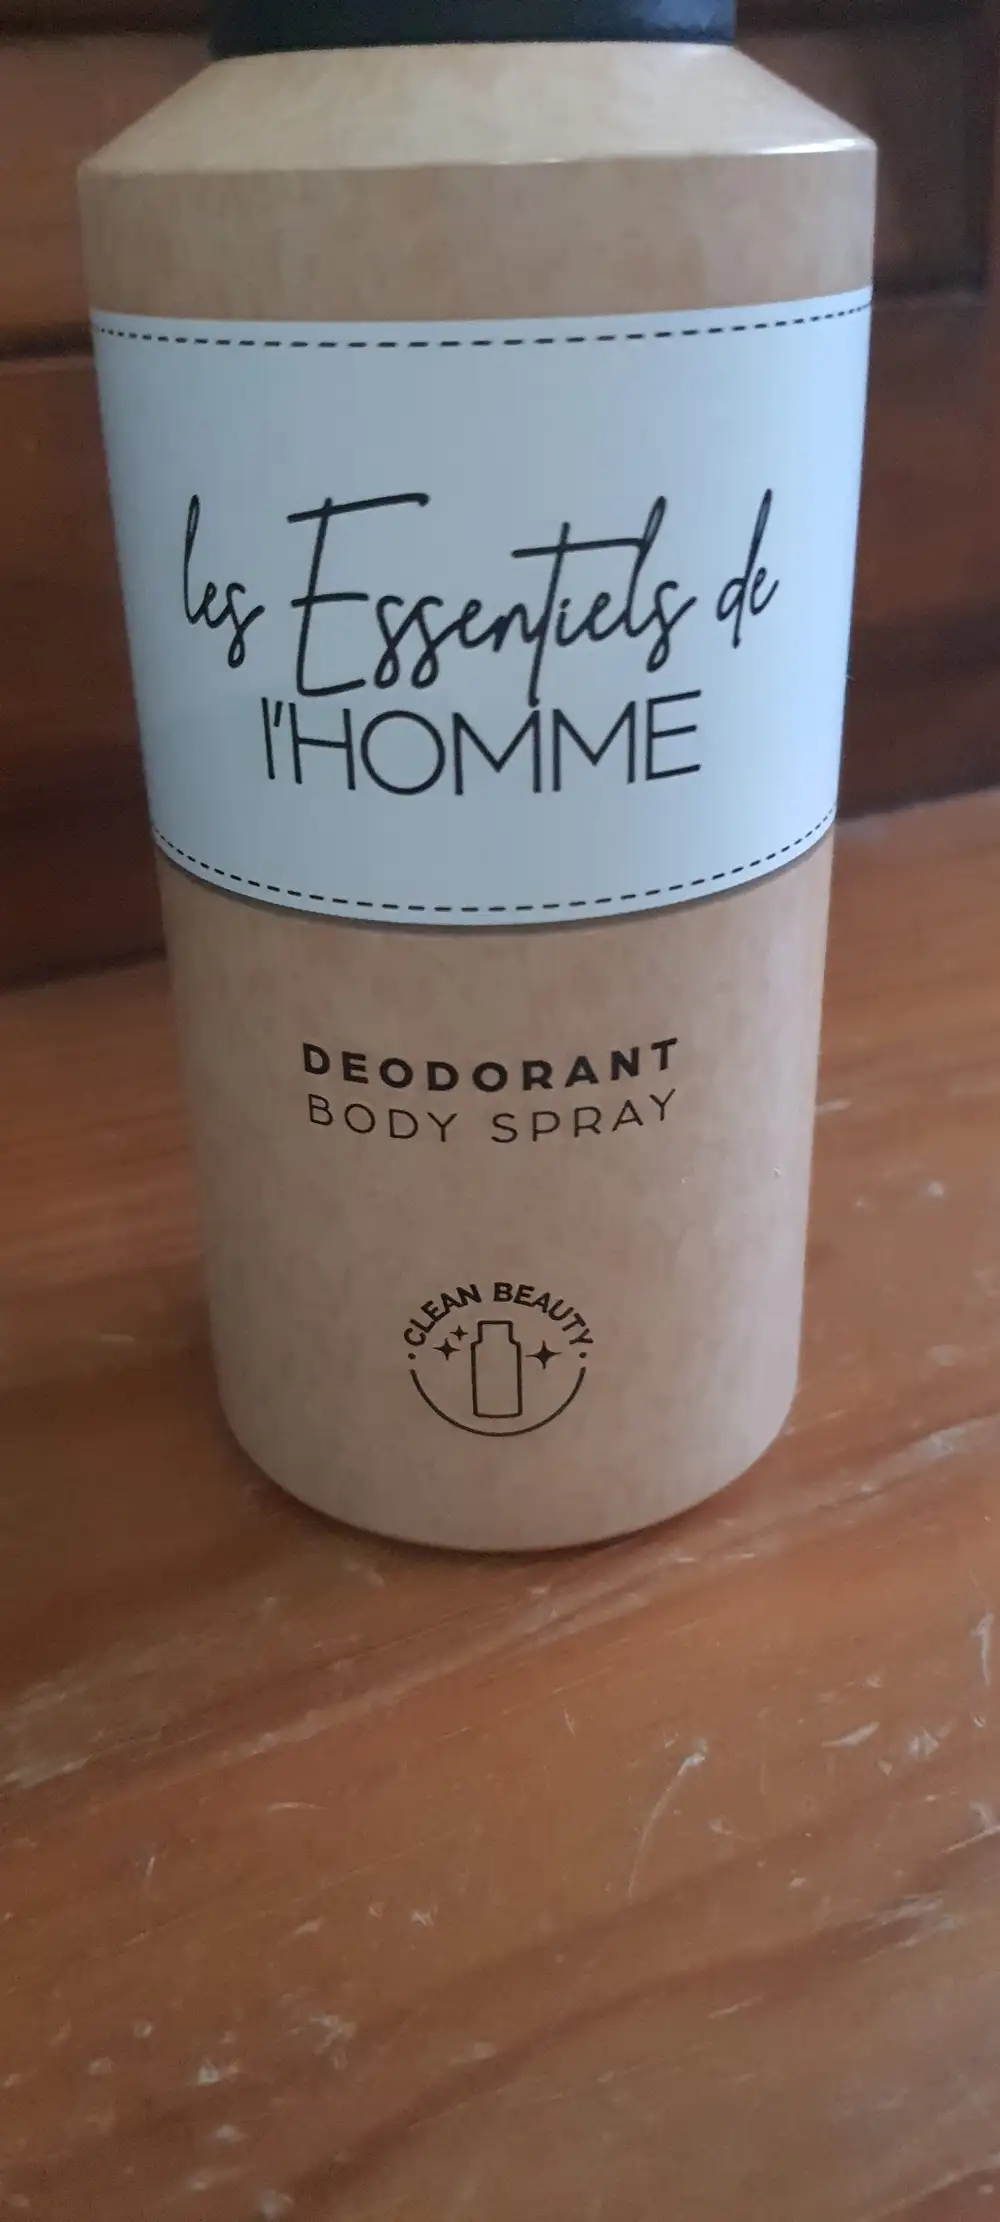 les Essentiels de
l'HOMME
DEODORANT
BODY SPRAY
CLEAN BEAUTY